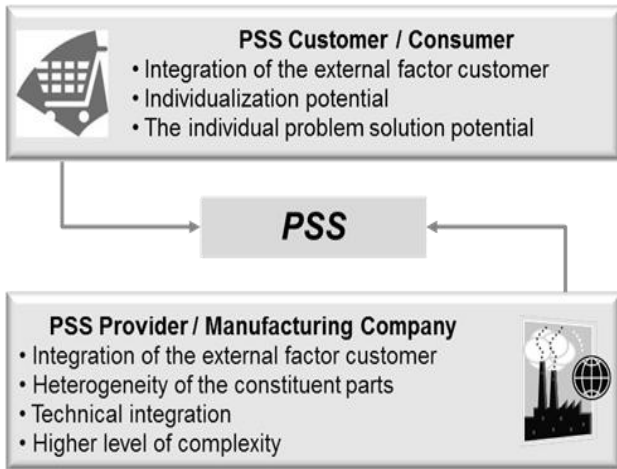 PSS Customer / Consumer
• Integration of the external factor customer
• Individualization potential
• The individual problem solution potential
PSS
PSS Provider / Manufacturing Company
• Integration of the external factor customer
• Heterogeneity of the constituent parts
• Technical integration
• Higher level of complexity